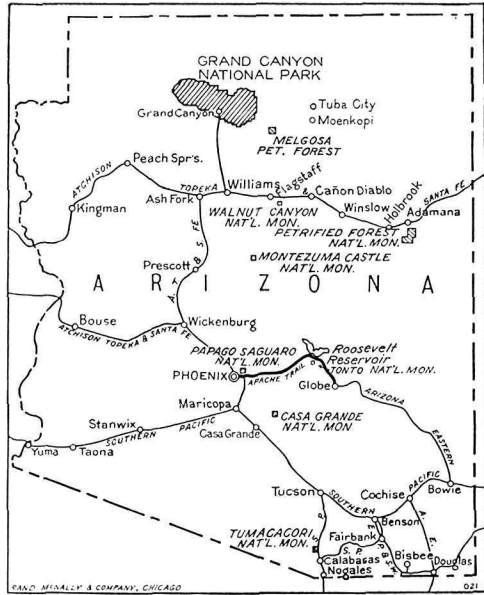 GRAND CANYON
NATIONAL PARK
Grand Canyon
Tuba City
Moenkopi
MELGOSA
PET. FOREST
Peach Spr's.
ATCHISON
TOPEKA
Williams
Flagstaff
&
Cañon Diablo
Holbrook
SANTA FE
Kingman
Ash Fork
WALNUT CANYON
NAT'L. MON.
Winslow
Adamana
PETRIFIED FOREST
NAT'L. MON.
A.T. & S. FE
Prescott
MONTEZUMA CASTLE
NAT'L. MON.
ARIZONA
Bouse
Wickenburg
ATCHISON TOPEKA & SANTA FE
PAPAGO SAGUARO
NAT'L. MON.
Roosevelt
Reservoir
TONTO NAT'L. MON.
PHOENIX
APACHE TRAIL
Globe
ARIZONA
EASTERN
Maricopa
CASA GRANDE
NAT'L. MON.
Stanwix
Casa Grande
SOUTHERN
PACIFIC
Yuma
Taona
Tucson
SOUTHERN
Cochise
PACIFIC
Bowie
Benson
TUMACACORI
NAT'L. MON.
S. P.
Fairbank
S. P.
E. P. & S. W.
A. E.
Calabasas
Bisbee
Douglas
Nogales
RAND MCNALLY & COMPANY, CHICAGO
021